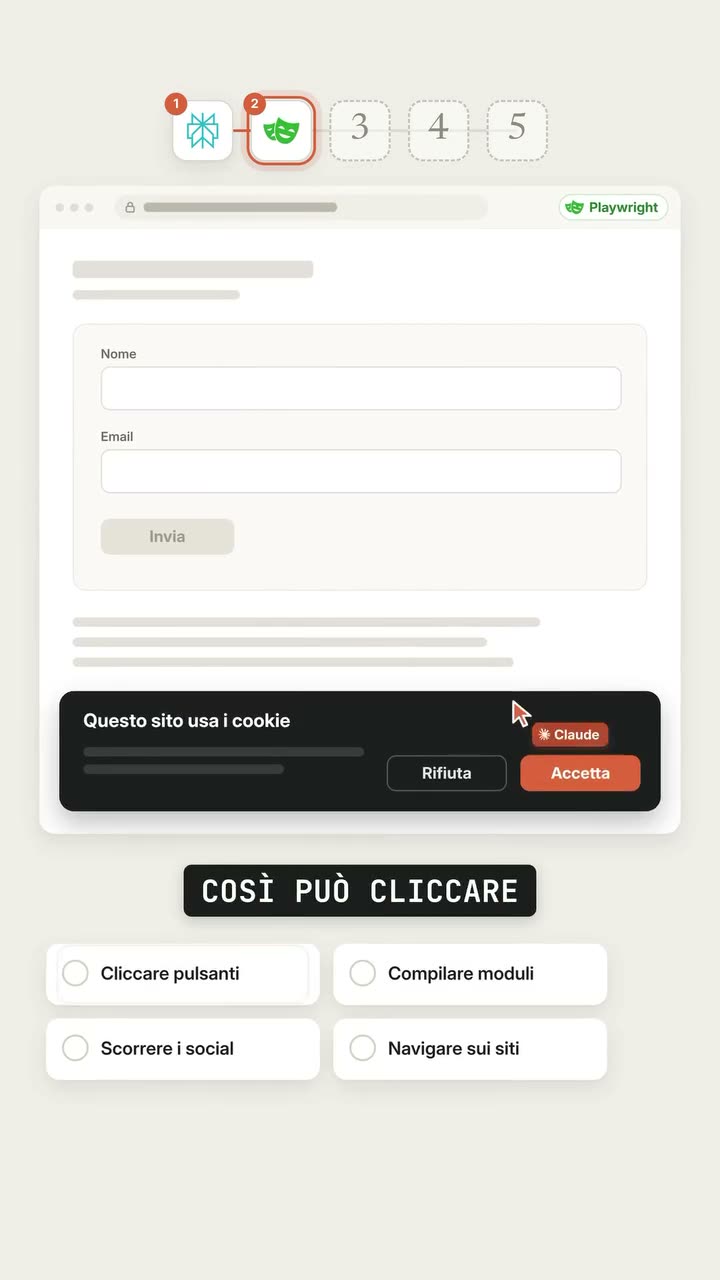 1
2
3
4
5
Playwright
Nome
Email
Invia
Questo sito usa i cookie
Claude
Rifiuta
Accetta
COSÌ PUÒ CLICCARE
Cliccare pulsanti
Compilare moduli
Scorrere i social
Navigare sui siti